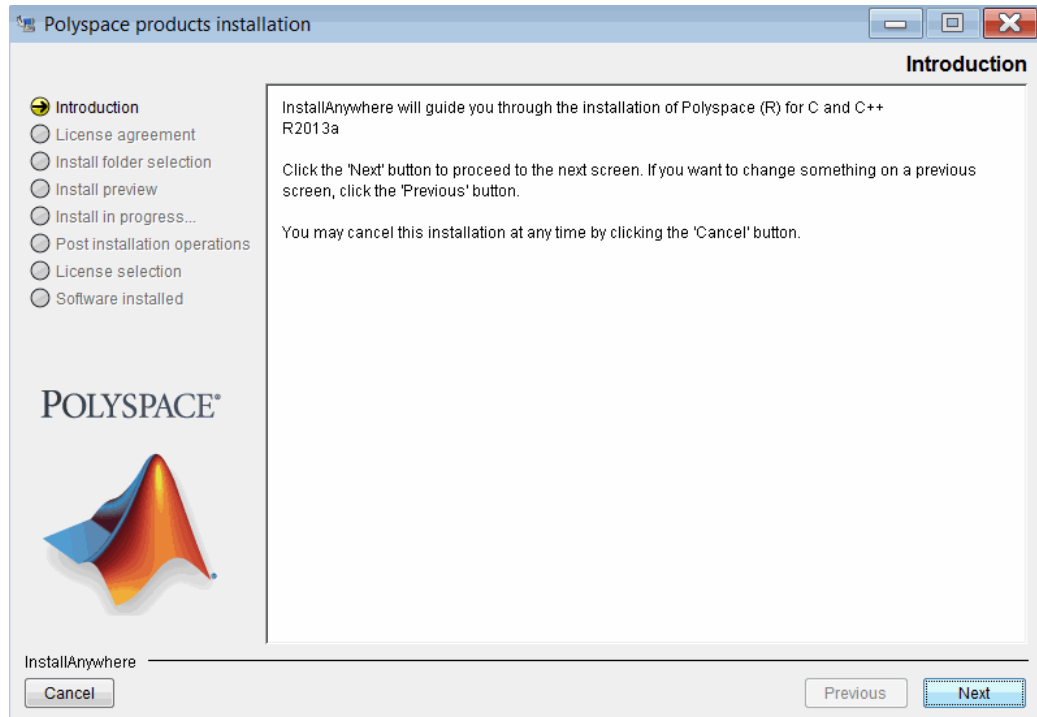 Polyspace products installation
Introduction
Introduction
License agreement
Install folder selection
Install preview
Install in progress...
Post installation operations
License selection
Software installed
POLYSPACE®
InstallAnywhere will guide you through the installation of Polyspace (R) for C and C++
R2013a
Click the 'Next' button to proceed to the next screen. If you want to change something on a previous
screen, click the 'Previous' button.
You may cancel this installation at any time by clicking the 'Cancel' button.
InstallAnywhere
Cancel
Previous
Next